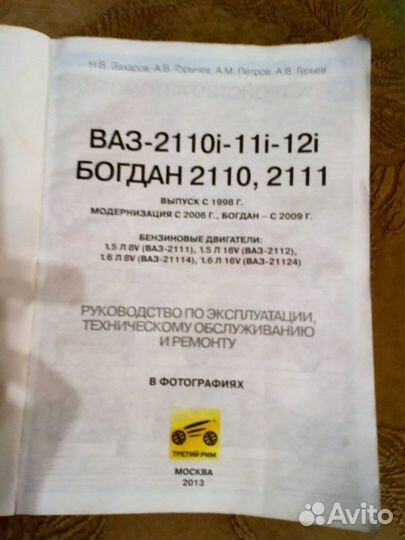 Н.В. Захаров, А.В. Горычев, А.М. Петров, А.В. Гурьев
ВАЗ-2110i-11i-12i
БОГДАН 2110, 2111
ВЫПУСК С 1998 Г.
МОДЕРНИЗАЦИЯ С 2006 Г., БОГДАН – С 2009 Г.
БЕНЗИНОВЫЕ ДВИГАТЕЛИ:
1.5 Л 8V (ВАЗ-2111), 1.5 Л 16V (ВАЗ-2112),
1.6 Л 8V (ВАЗ-21114), 1.6 Л 16V (ВАЗ-21124)
РУКОВОДСТВО ПО ЭКСПЛУАТАЦИИ,
ТЕХНИЧЕСКОМУ ОБСЛУЖИВАНИЮ
И РЕМОНТУ
В ФОТОГРАФИЯХ
ТРЕТИЙ РИМ
МОСКВА
2013
Avito